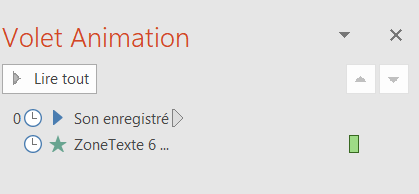 Volet Animation
Lire tout
0 Son enregistré
ZoneTexte 6 ...